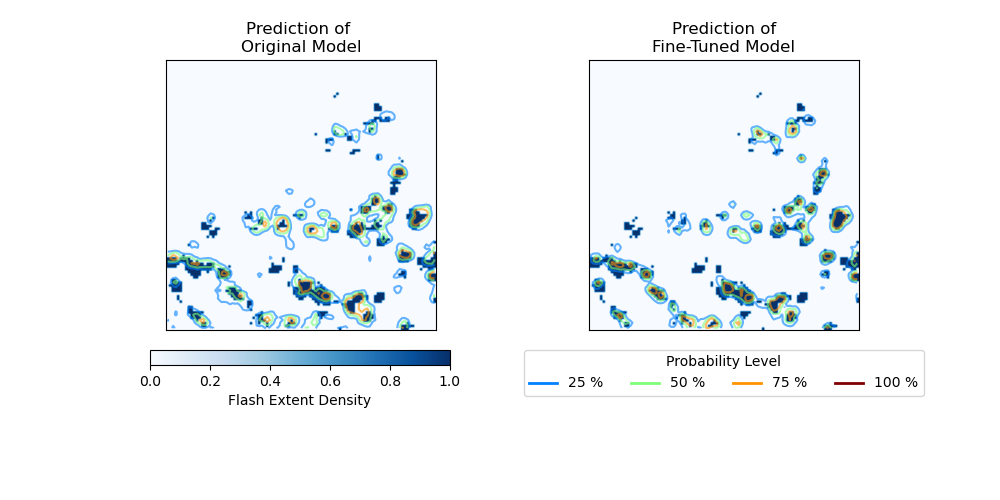 Prediction of
Original Model
Prediction of
Fine-Tuned Model
0.0 0.2 0.4 0.6 0.8 1.0
Flash Extent Density
Probability Level
25 % 50 % 75 % 100 %